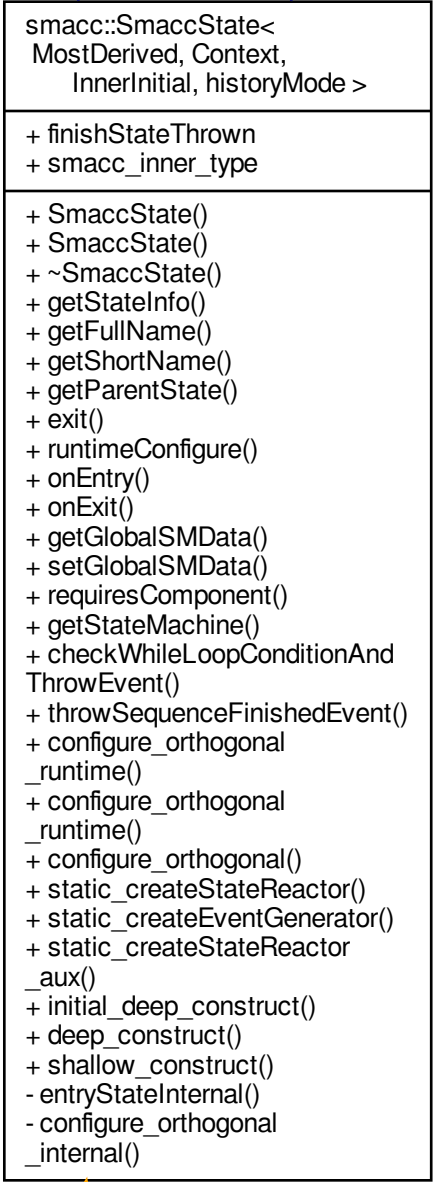 smacc::SmaccState<
MostDerived, Context,
InnerInitial, historyMode >
+ finishStateThrown
+ smacc_inner_type
+ SmaccState()
+ SmaccState()
+ ~SmaccState()
+ getStateInfo()
+ getFullName()
+ getShortName()
+ getParentState()
+ exit()
+ runtimeConfigure()
+ onEntry()
+ onExit()
+ getGlobalSMData()
+ setGlobalSMData()
+ requiresComponent()
+ getStateMachine()
+ checkWhileLoopConditionAnd
ThrowEvent()
+ throwSequenceFinishedEvent()
+ configure_orthogonal
_runtime()
+ configure_orthogonal
_runtime()
+ configure_orthogonal()
+ static_createStateReactor()
+ static_createEventGenerator()
+ static_createStateReactor
_aux()
+ initial_deep_construct()
+ deep_construct()
+ shallow_construct()
- entryStateInternal()
- configure_orthogonal
_internal()